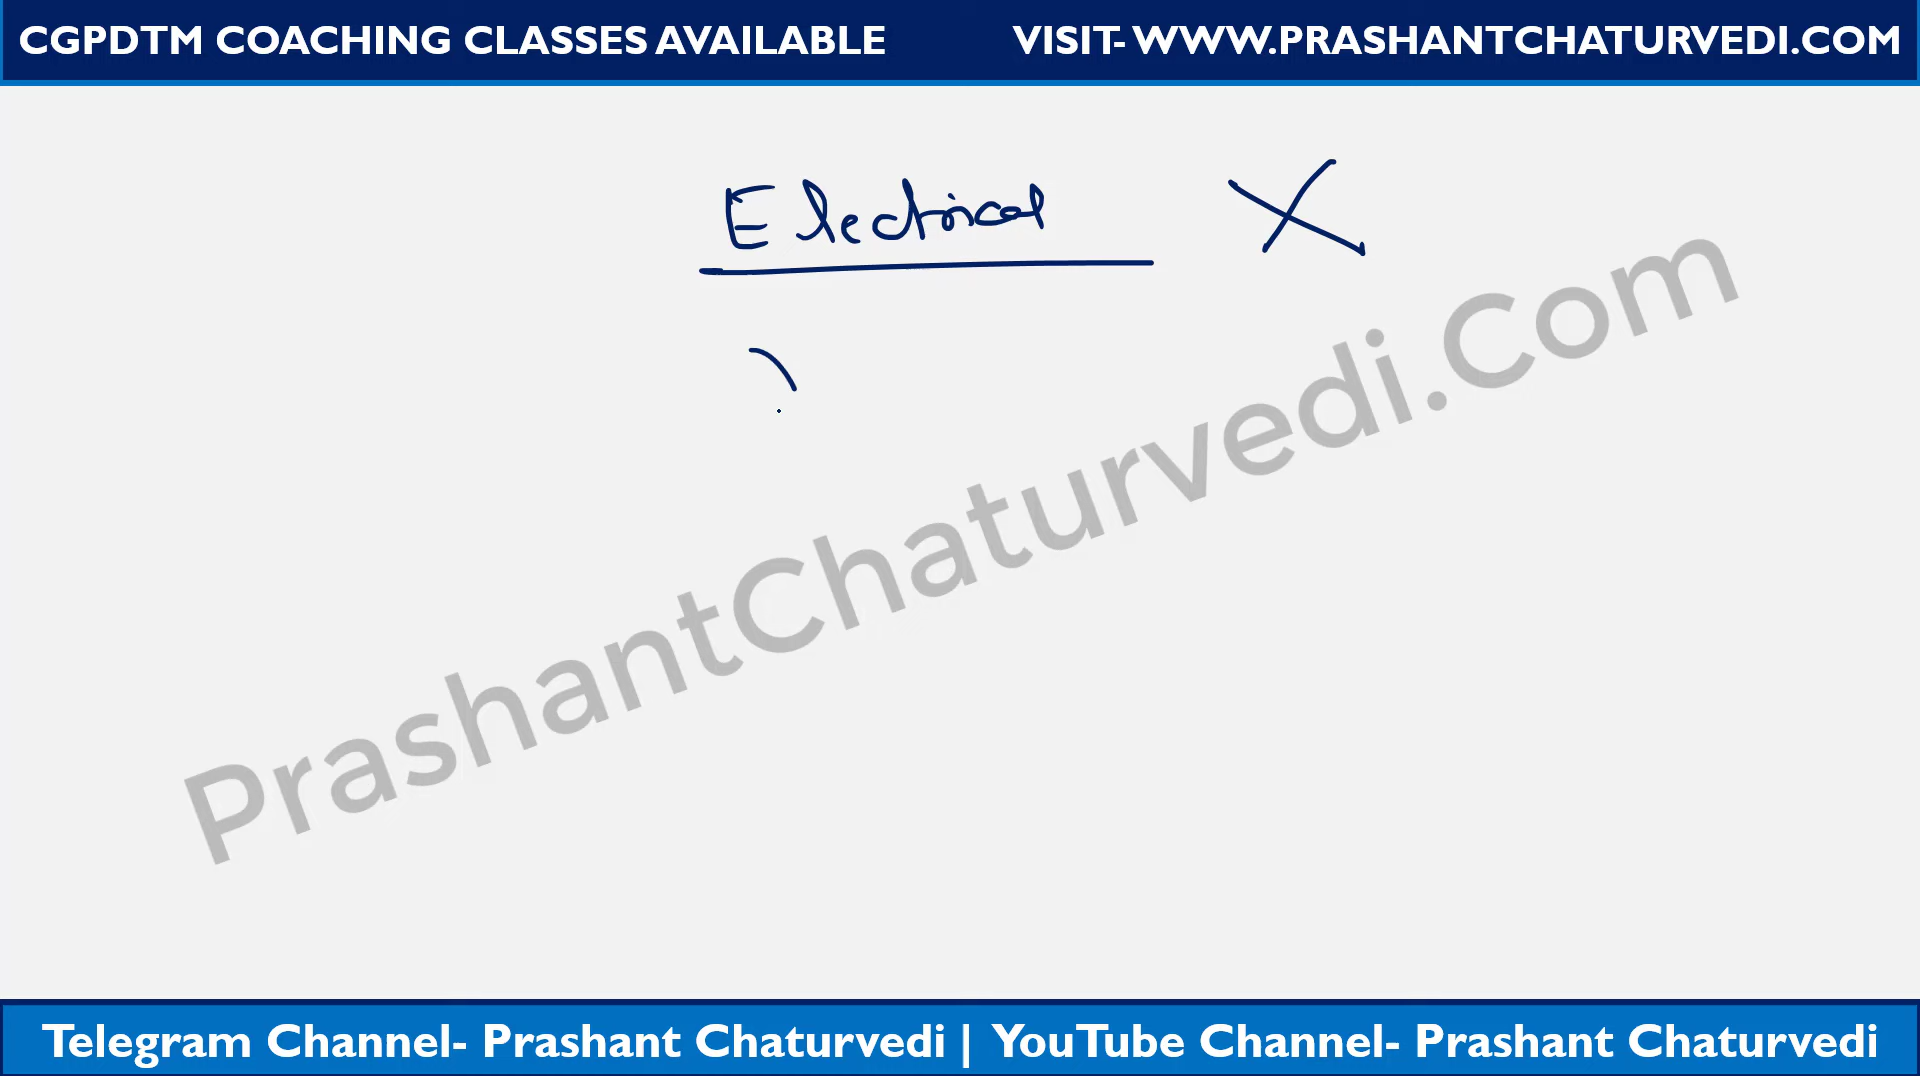 CGPDTM COACHING CLASSES AVAILABLE VISIT- WWW.PRASHANTCHATURVEDI.COM
Electrical X
PrashantChaturvedi.Com
Telegram Channel- Prashant Chaturvedi | YouTube Channel- Prashant Chaturvedi